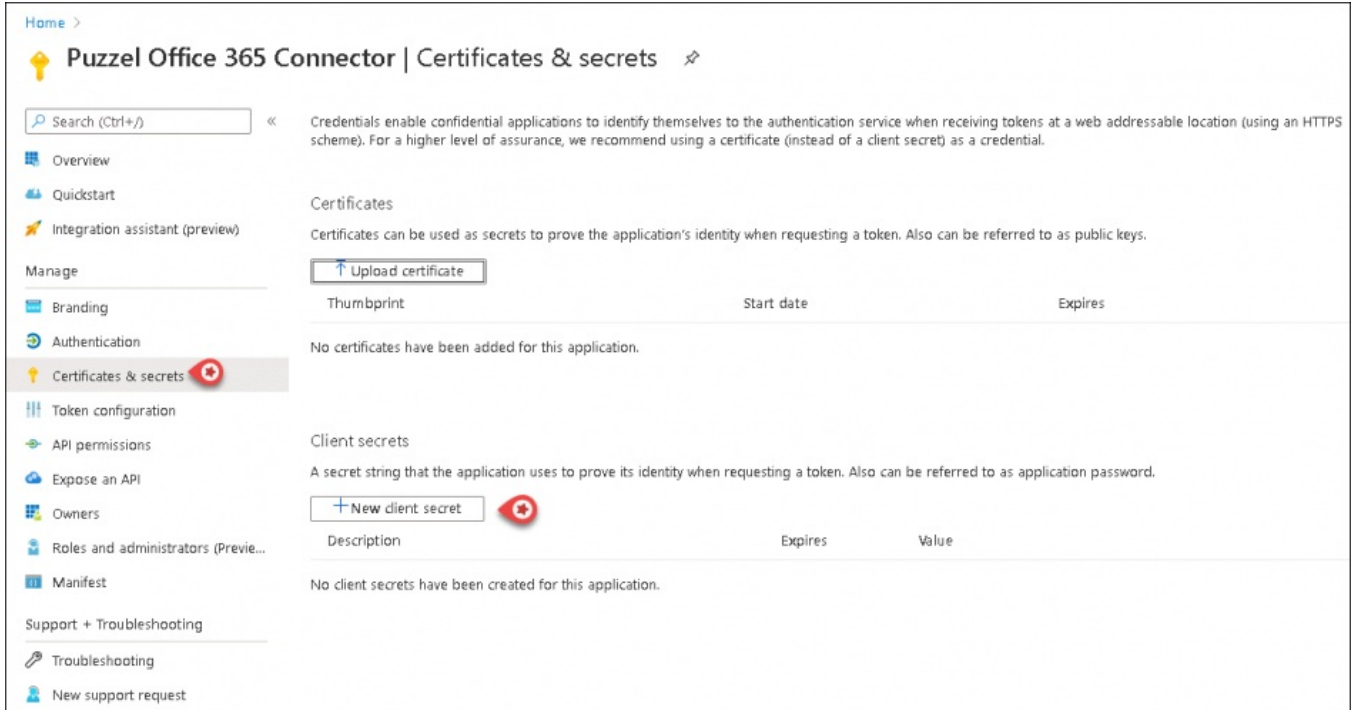 Home >
Puzzel Office 365 Connector | Certificates & secrets
Search (Ctrl+/)
«
Overview
Quickstart
Integration assistant (preview)
Manage
Branding
Authentication
Certificates & secrets
Token configuration
API permissions
Expose an API
Owners
Roles and administrators (Previe...
Manifest
Support + Troubleshooting
Troubleshooting
New support request
Credentials enable confidential applications to identify themselves to the authentication service when receiving tokens at a web addressable location (using an HTTPS
scheme). For a higher level of assurance, we recommend using a certificate (instead of a client secret) as a credential.
Certificates
Certificates can be used as secrets to prove the application's identity when requesting a token. Also can be referred to as public keys.
Upload certificate
Thumbprint Start date Expires
No certificates have been added for this application.
Client secrets
A secret string that the application uses to prove its identity when requesting a token. Also can be referred to as application password.
New client secret
Description Expires Value
No client secrets have been created for this application.